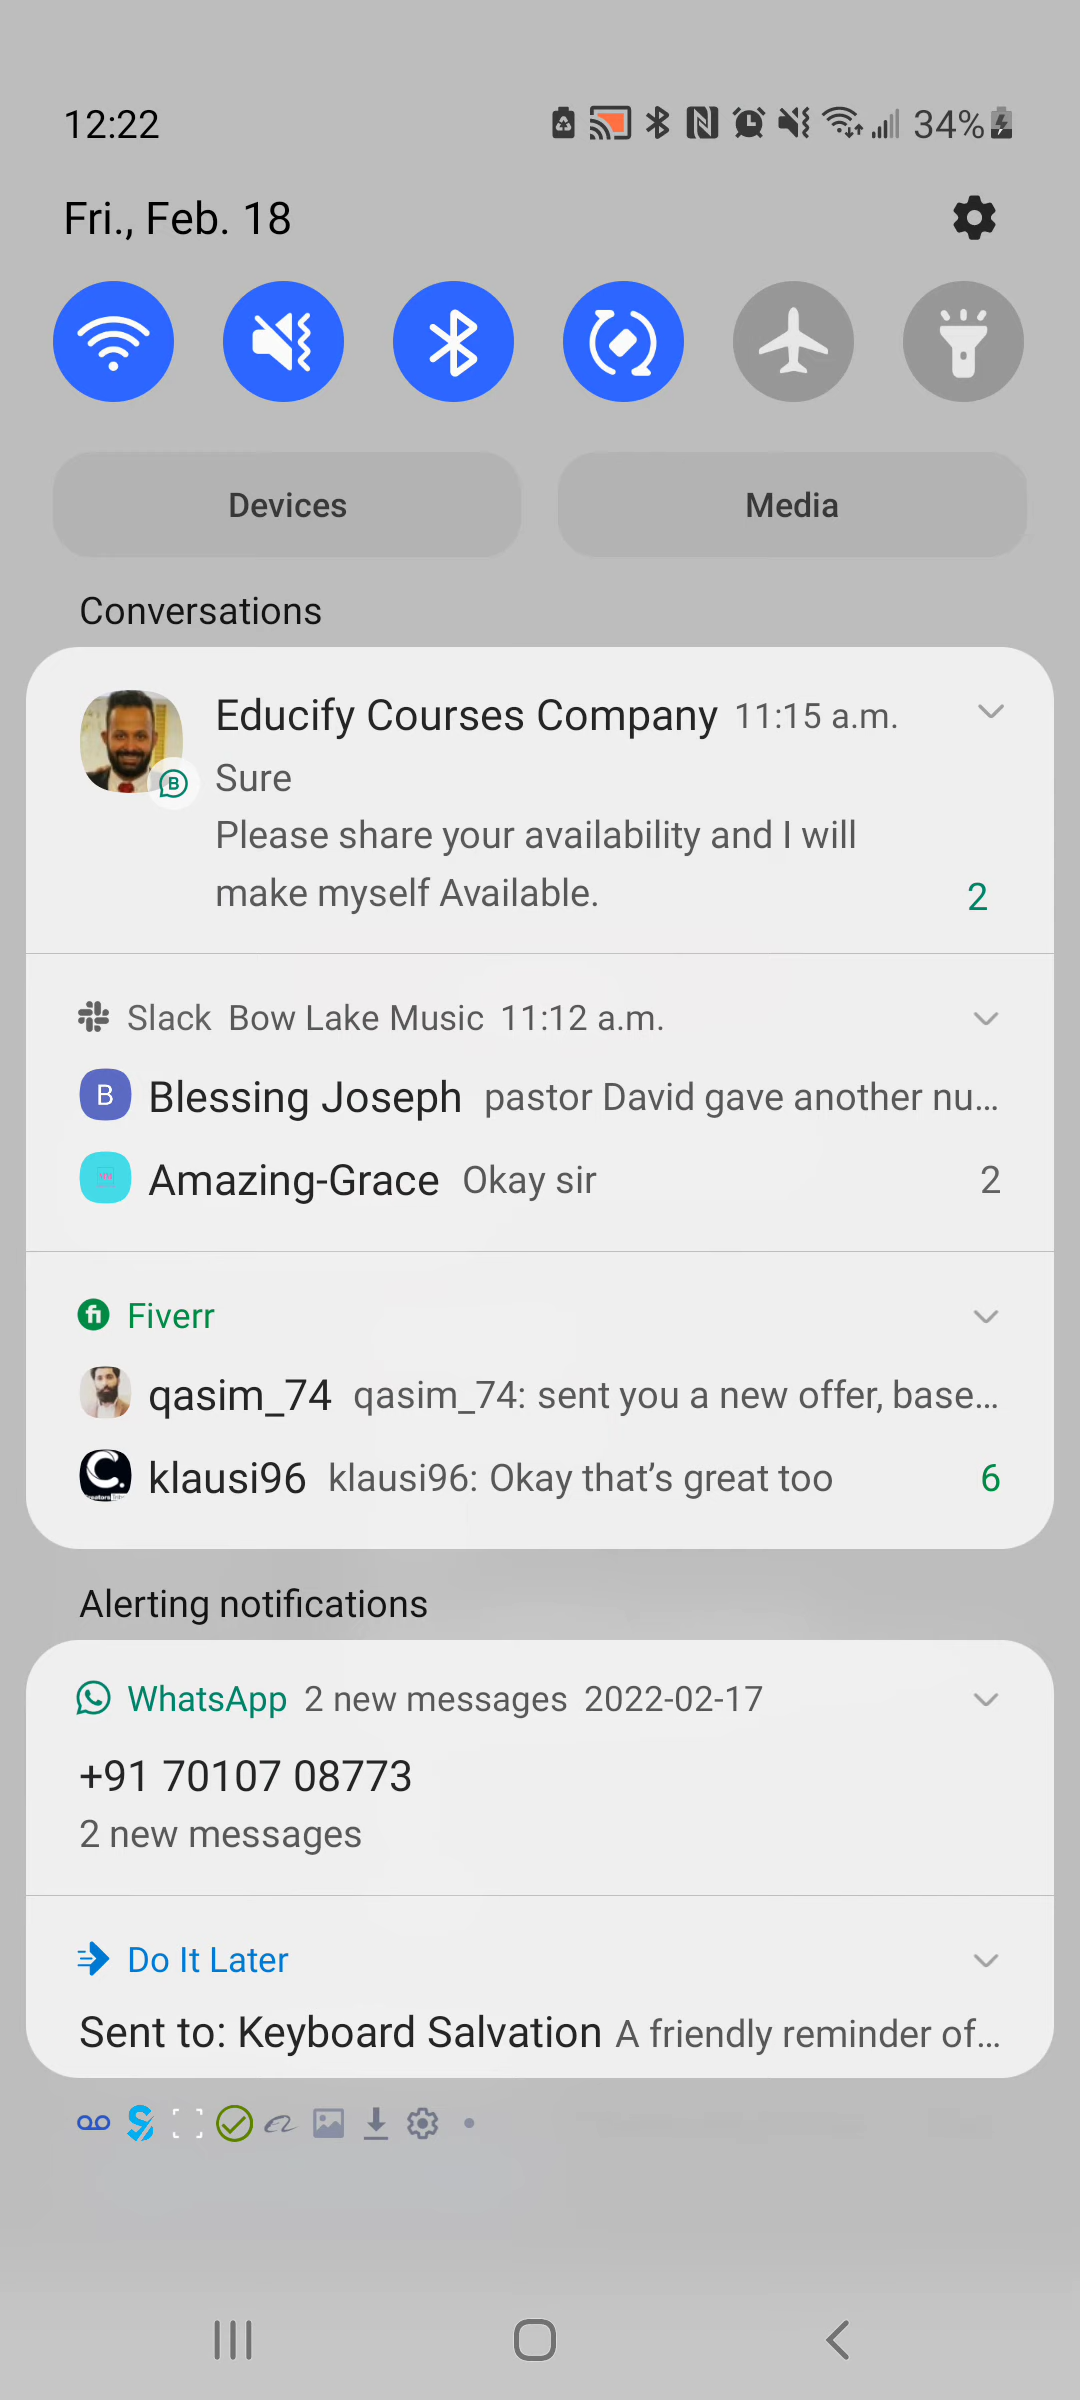 12:22 34%
Fri., Feb. 18
Devices Media
Conversations
Educify Courses Company 11:15 a.m.
Sure
Please share your availability and I will
make myself Available. 2
Slack Bow Lake Music 11:12 a.m.
B Blessing Joseph pastor David gave another nu...
Amazing-Grace Okay sir 2
Fiverr
qasim_74 qasim_74: sent you a new offer, base...
klausi96 klausi96: Okay that's great too 6
Alerting notifications
WhatsApp 2 new messages 2022-02-17
+91 70107 08773
2 new messages
Do It Later
Sent to: Keyboard Salvation A friendly reminder of...